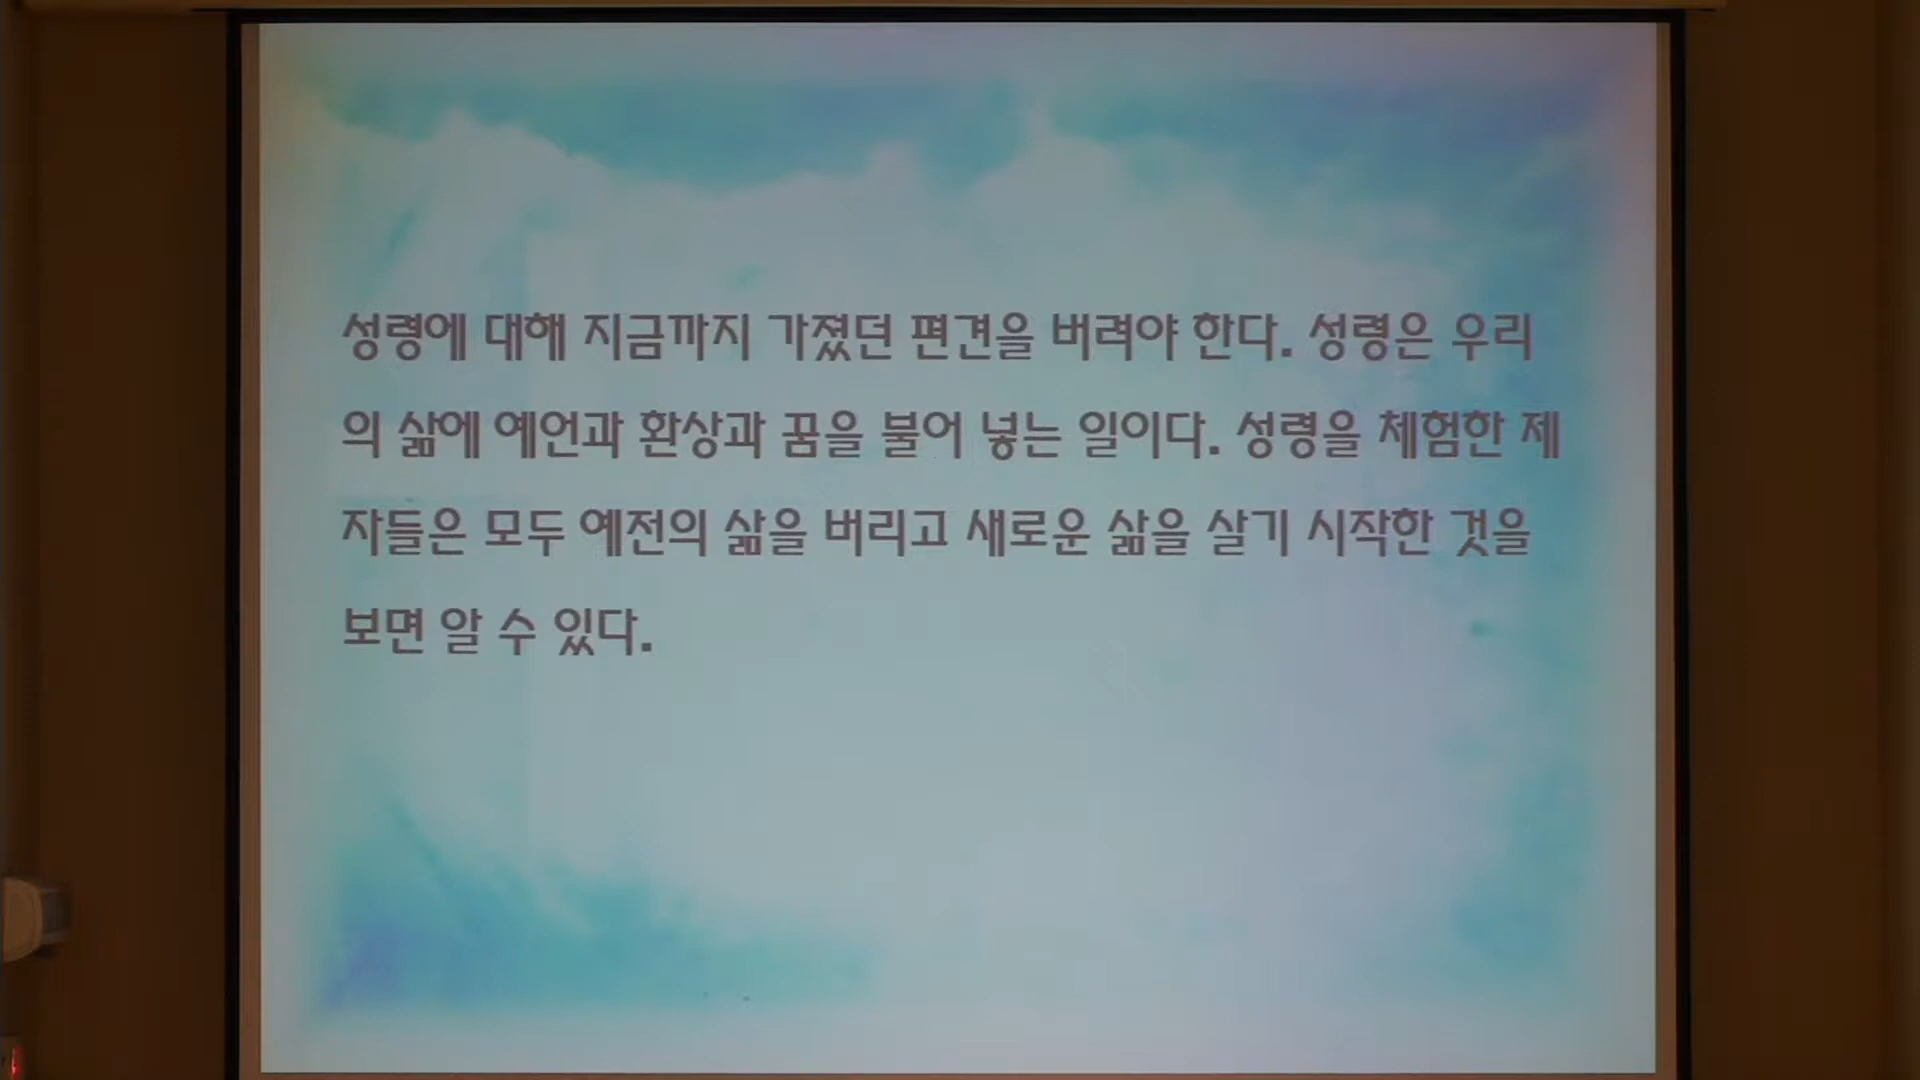 성령에 대해 지금까지 가졌던 편견을 버려야 한다. 성령은 우리
의 삶에 예언과 환상과 꿈을 불어 넣는 일이다. 성령을 체험한 제
자들은 모두 예전의 삶을 버리고 새로운 삶을 살기 시작한 것을
보면 알 수 있다.